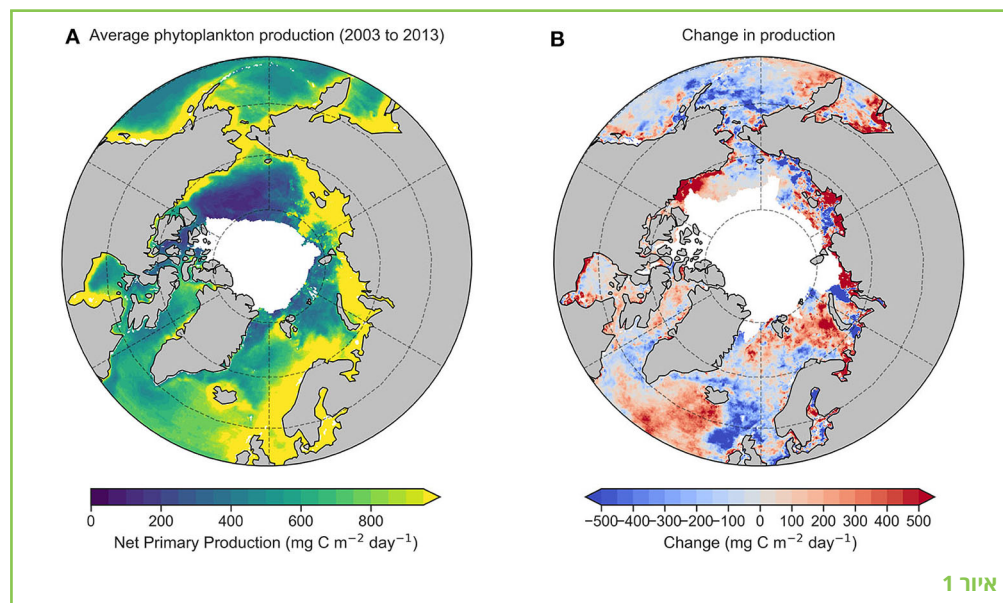 A Average phytoplankton production (2003 to 2013)
B Change in production
0 200 400 600 800
Net Primary Production (mg C m⁻² day⁻¹)
−500−400−300−200−100 0 100 200 300 400 500
Change (mg C m⁻² day⁻¹)
איור 1